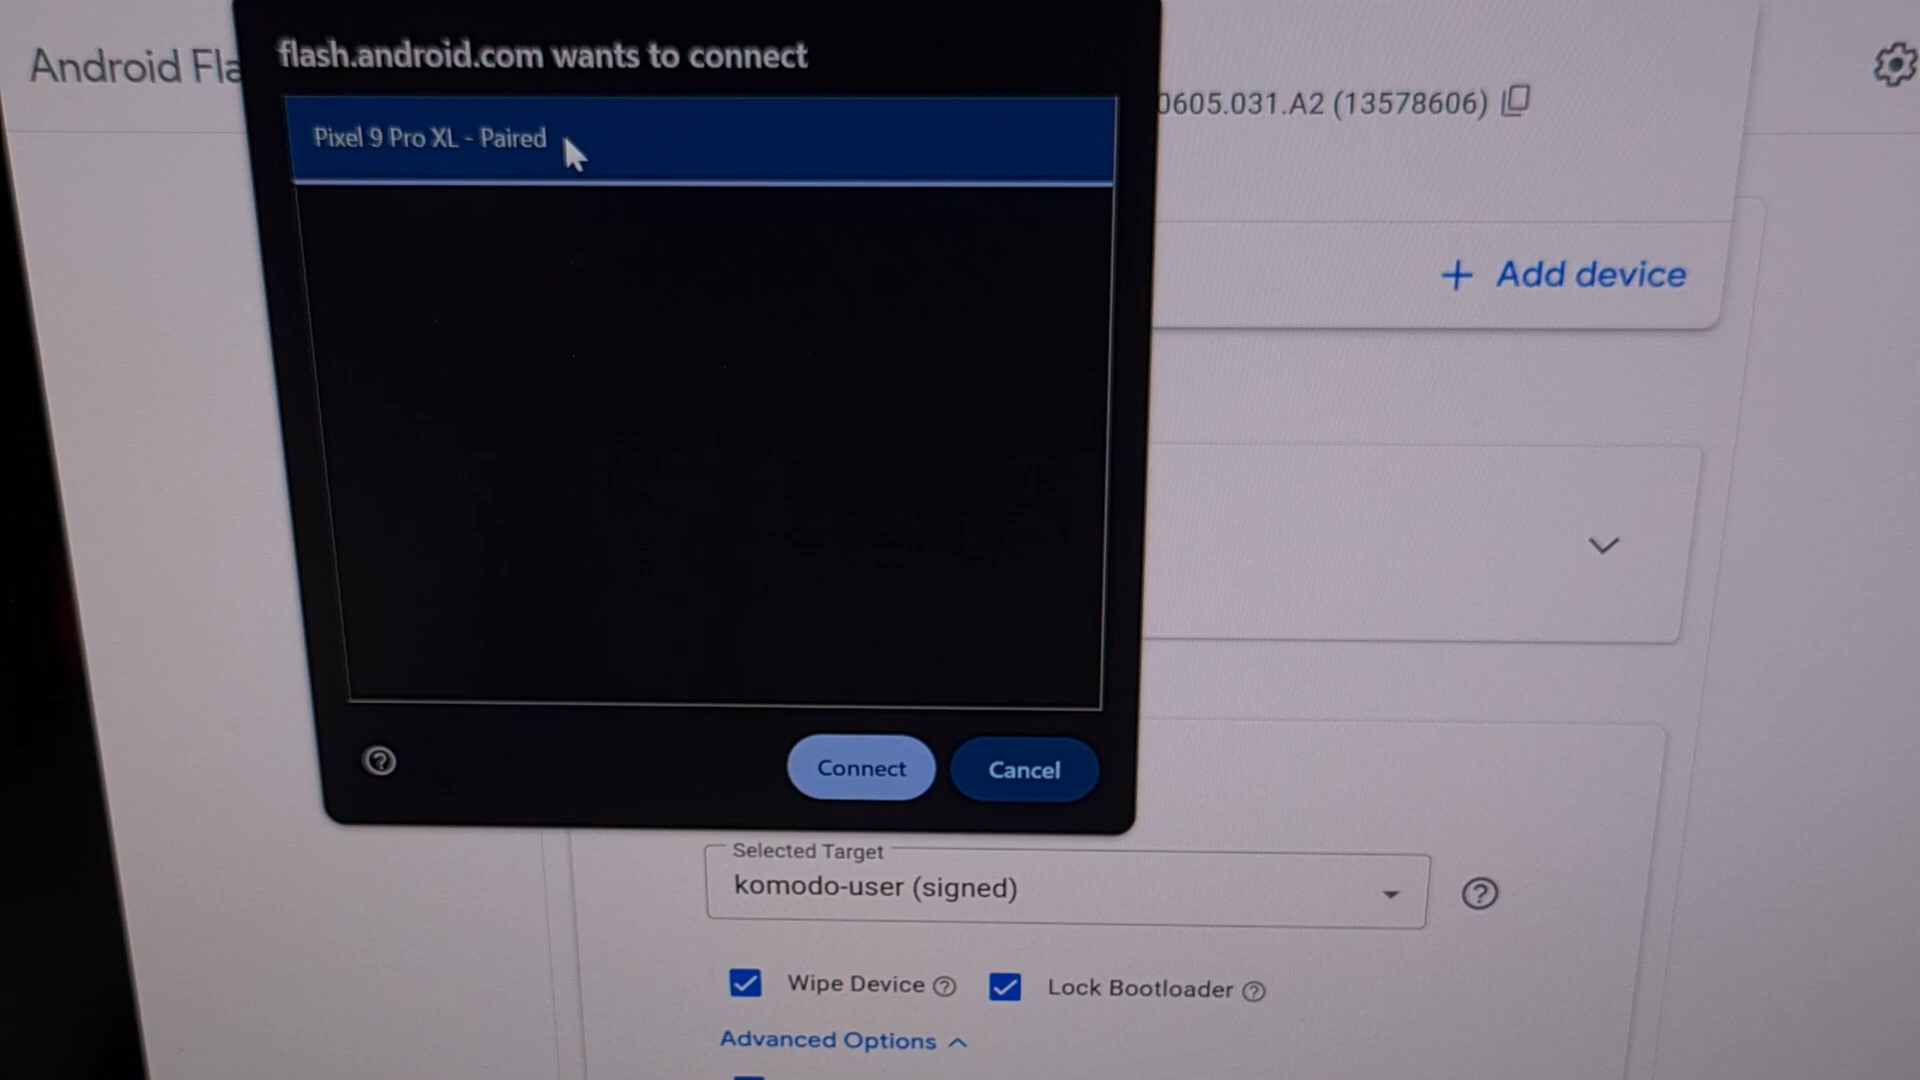 Android Fla
flash.android.com wants to connect
0605.031.A2 (13578606)
Pixel 9 Pro XL - Paired
+ Add device
Connect
Cancel
Selected Target
komodo-user (signed)
Wipe Device
Lock Bootloader
Advanced Options